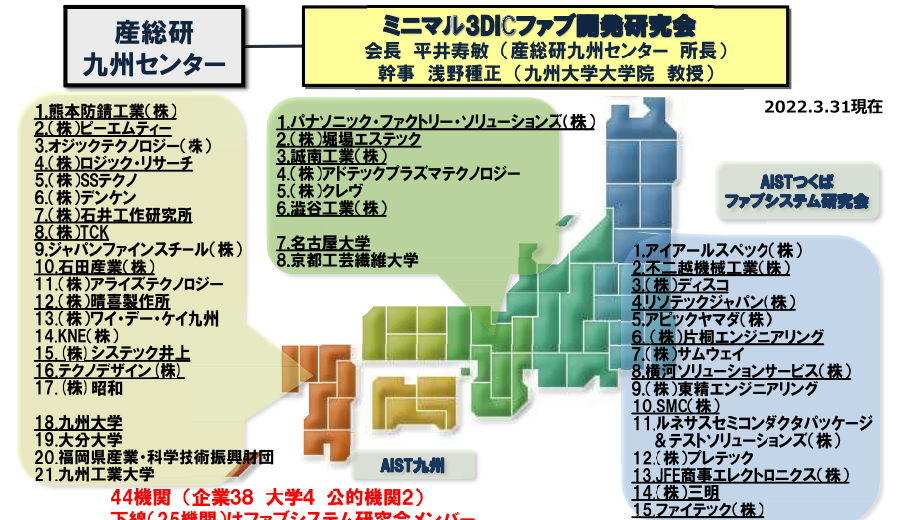 産総研
九州センター
ミニマル3DICファブ開発研究会
会長 平井寿敏（産総研九州センター 所長）
幹事 浅野種正（九州大学大学院 教授）
2022.3.31現在
1.熊本防錆工業(株)
2.(株)ピーエムティー
3.オジックテクノロジー(株)
4.(株)ロジック・リサーチ
5.(株)SSテクノ
6.(株)デンケン
7.(株)石井工作研究所
8.(株)TCK
9.ジャパンファインスチール(株)
10.石田産業(株)
11.(株)アライズテクノロジー
12.(株)晴喜製作所
13.(株)ワイ・デー・ケイ九州
14.KNE(株)
15.(株)システック井上
16.テクノデザイン(株)
17.(株)昭和
18.九州大学
19.大分大学
20.福岡県産業・科学技術振興財団
21.九州工業大学
1.パナソニック・ファクトリー・ソリューションズ(株)
2.(株)堀場エステック
3.誠南工業(株)
4.(株)アドテックプラズマテクノロジー
5.(株)クレヴ
6.澁谷工業(株)
7.名古屋大学
8.京都工芸繊維大学
AISTつくば
ファブシステム研究会
1.アイアールスペック(株)
2.不二越機械工業(株)
3.(株)ディスコ
4リソテックジャパン(株)
5.アピックヤマダ(株)
6.(株)片桐エンジニアリング
7.(株)サムウェイ
8.横河ソリューションサービス(株)
9.(株)東精エンジニアリング
10.SMC(株)
11.ルネサスセミコンダクタパッケージ
＆テストソリューションズ(株)
12.(株)プレテック
13.JFE商事エレクトロニクス(株)
14.(株)三明
15.ファイテック(株)
AIST九州
44機関（企業38 大学4 公的機関2）
下線(25機関)はファブシステム研究会メンバー